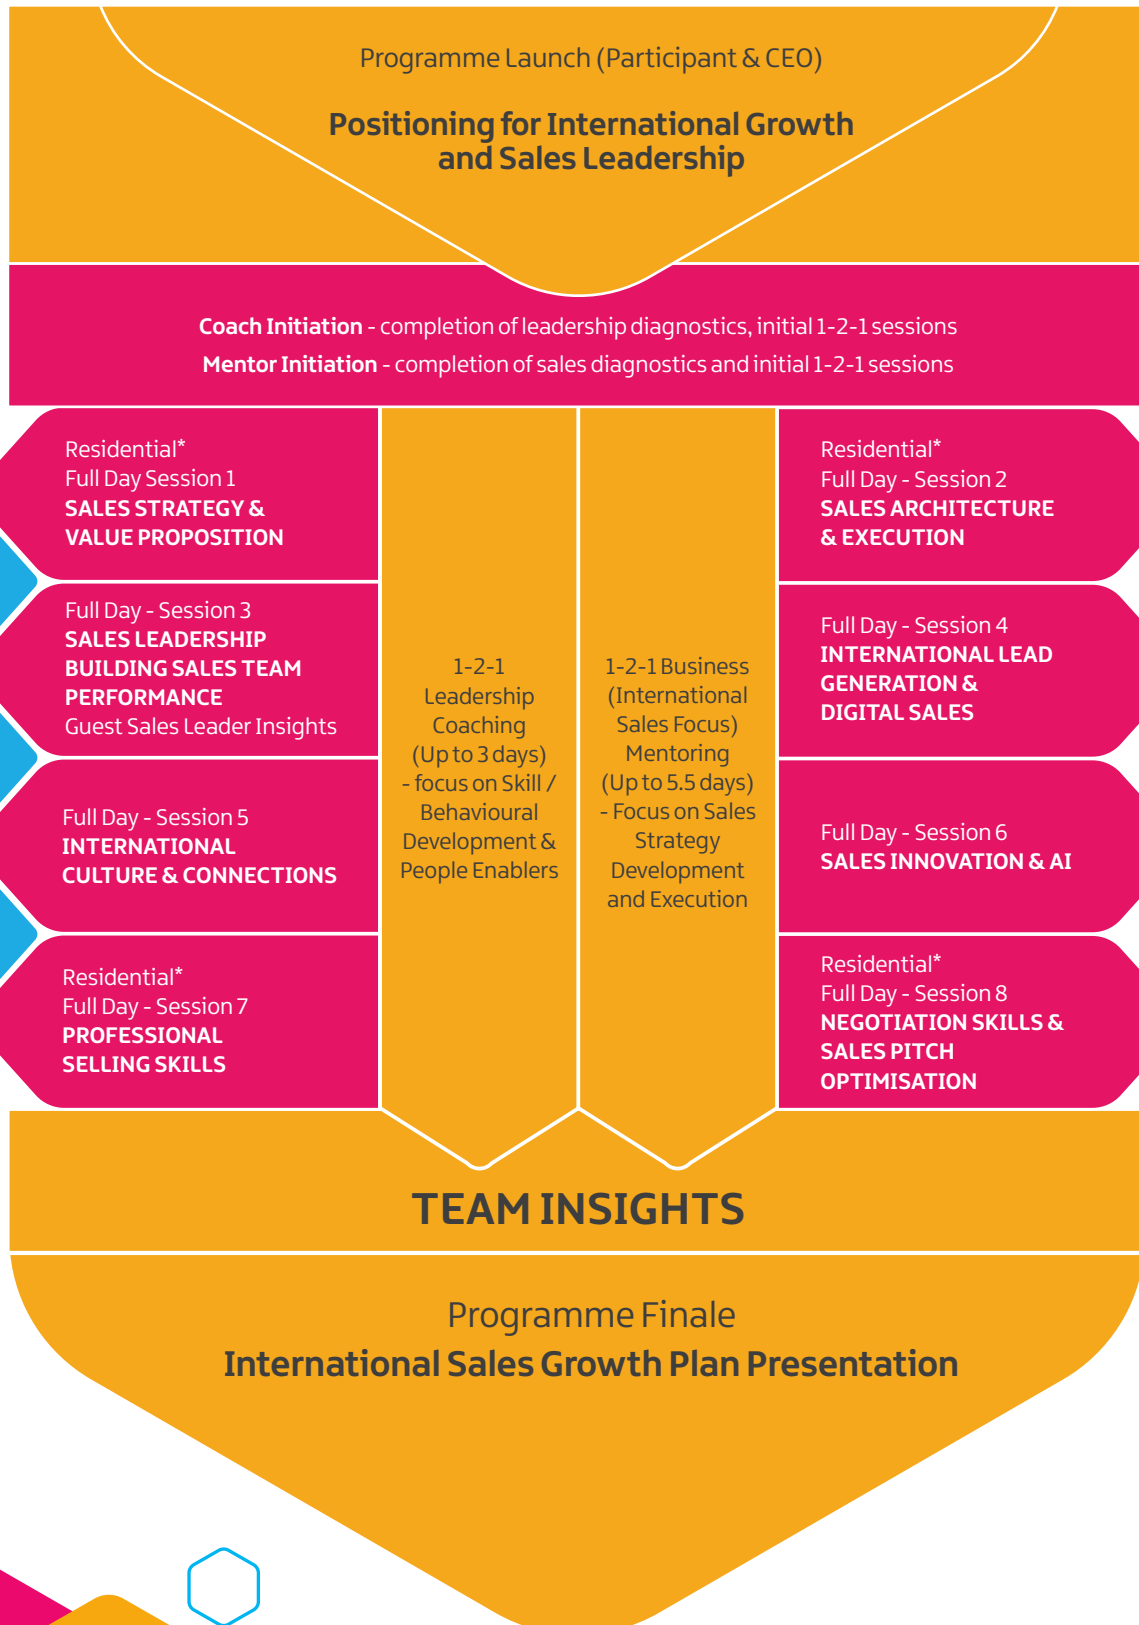 Programme Launch (Participant & CEO)
Positioning for International Growth
and Sales Leadership
Coach Initiation - completion of leadership diagnostics, initial 1-2-1 sessions
Mentor Initiation - completion of sales diagnostics and initial 1-2-1 sessions
Residential*
Full Day Session 1
SALES STRATEGY &
VALUE PROPOSITION
Residential*
Full Day - Session 2
SALES ARCHITECTURE
& EXECUTION
Full Day - Session 3
SALES LEADERSHIP
BUILDING SALES TEAM
PERFORMANCE
Guest Sales Leader Insights
Full Day - Session 4
INTERNATIONAL LEAD
GENERATION &
DIGITAL SALES
Full Day - Session 5
INTERNATIONAL
CULTURE & CONNECTIONS
Full Day - Session 6
SALES INNOVATION & AI
Residential*
Full Day - Session 7
PROFESSIONAL
SELLING SKILLS
Residential*
Full Day - Session 8
NEGOTIATION SKILLS &
SALES PITCH
OPTIMISATION
1-2-1
Leadership
Coaching
(Up to 3 days)
- focus on Skill /
Behavioural
Development &
People Enablers
1-2-1 Business
(International
Sales Focus)
Mentoring
(Up to 5.5 days)
- Focus on Sales
Strategy
Development
and Execution
TEAM INSIGHTS
Programme Finale
International Sales Growth Plan Presentation